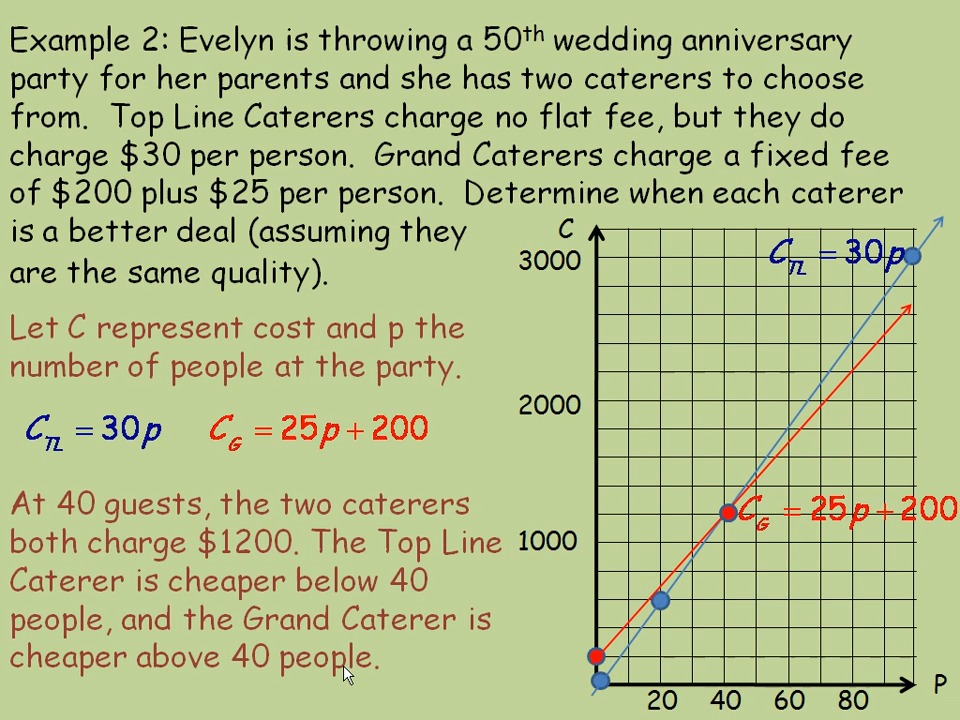 Example 2: Evelyn is throwing a 50th wedding anniversary
party for her parents and she has two caterers to choose
from. Top Line Caterers charge no flat fee, but they do
charge $30 per person. Grand Caterers charge a fixed fee
of $200 plus $25 per person. Determine when each caterer
is a better deal (assuming they
are the same quality).
Let C represent cost and p the
number of people at the party.
C_TL = 30p C_G = 25p + 200
At 40 guests, the two caterers
both charge $1200. The Top Line
Caterer is cheaper below 40
people, and the Grand Caterer is
cheaper above 40 people.
C
3000
C_TL = 30p
2000
C_G = 25p + 200
1000
P
20 40 60 80